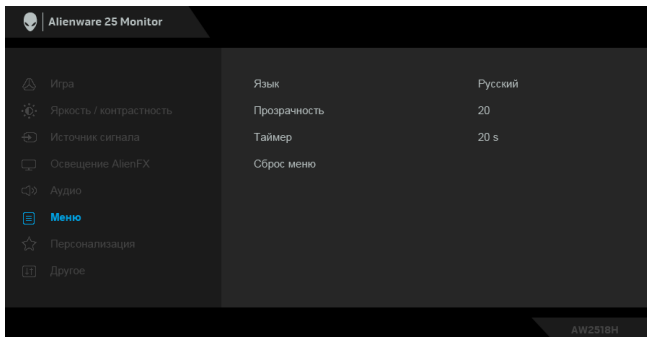 Alienware 25 Monitor
Игра
Яркость / контрастность
Источник сигнала
Освещение AlienFX
Аудио
Меню
Персонализация
Другое
Язык Русский
Прозрачность 20
Таймер 20 s
Сброс меню
AW2518H